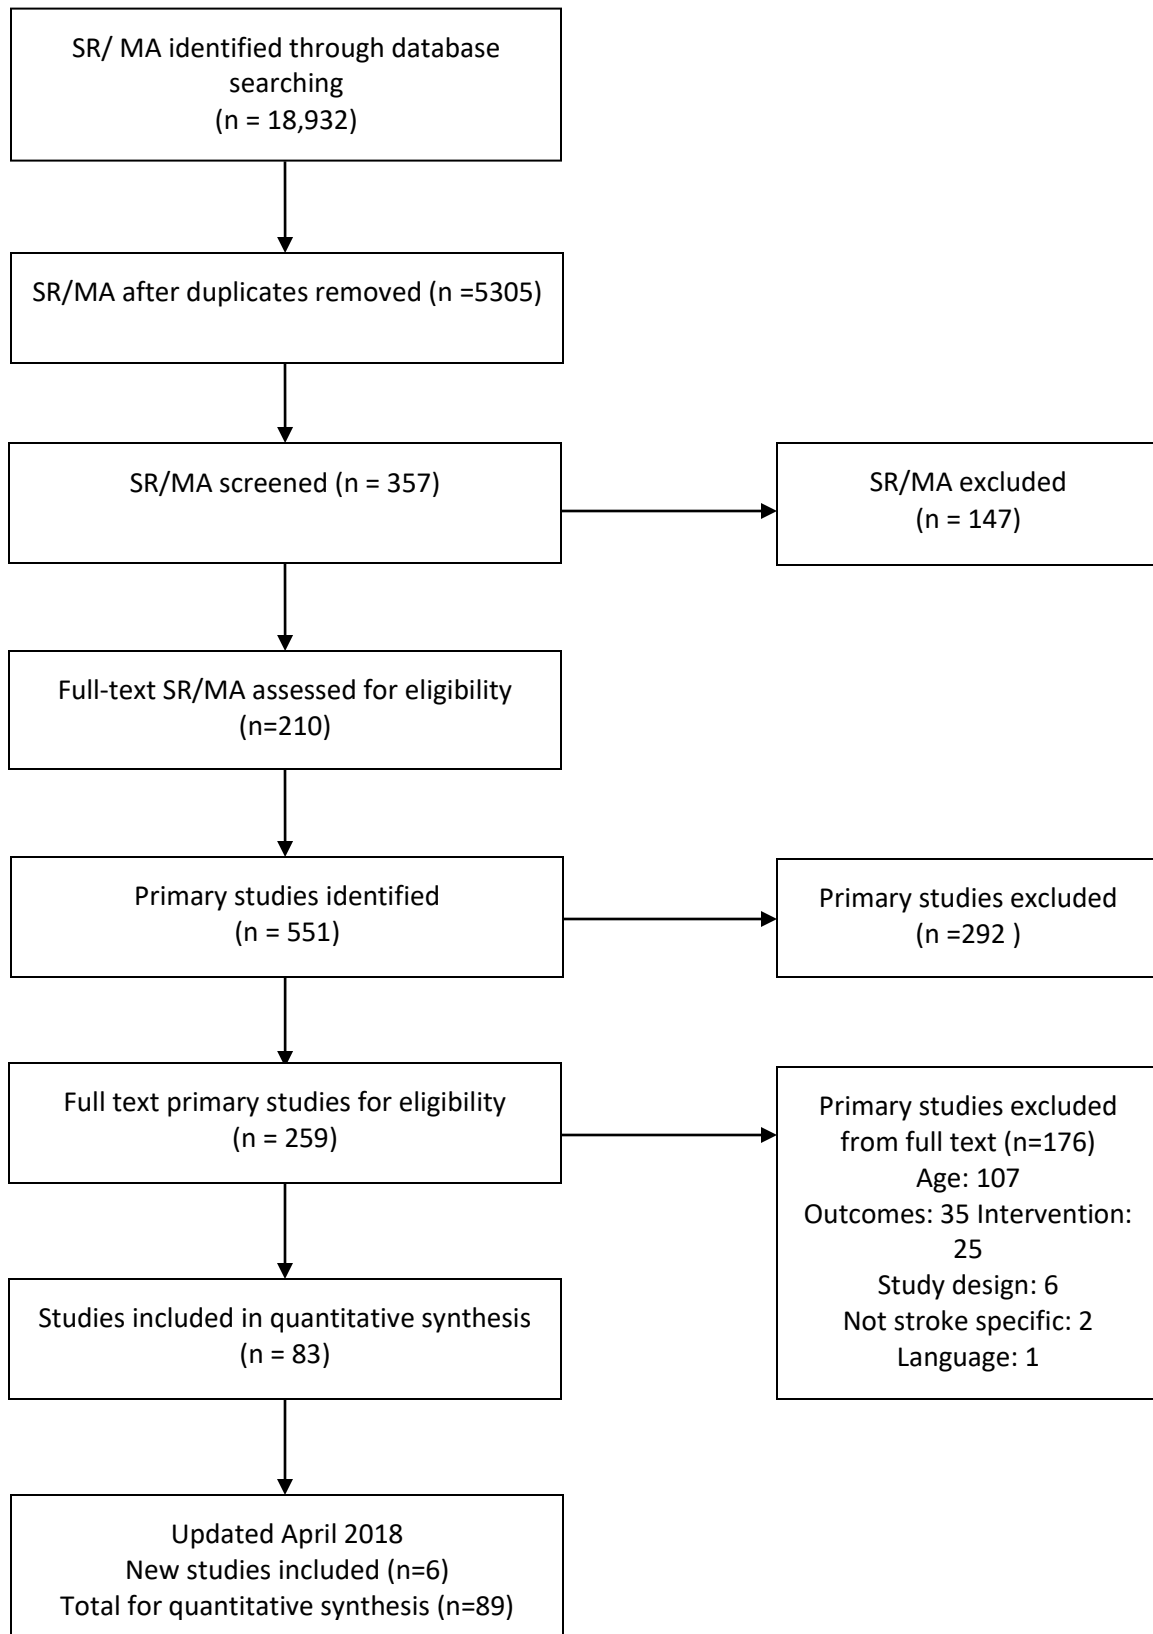 SR/ MA identified through database
searching
(n = 18,932)
SR/MA after duplicates removed (n =5305)
SR/MA screened (n = 357)
SR/MA excluded
(n = 147)
Full-text SR/MA assessed for eligibility
(n=210)
Primary studies identified
(n = 551)
Primary studies excluded
(n =292 )
Full text primary studies for eligibility
(n = 259)
Primary studies excluded
from full text (n=176)
Age: 107
Outcomes: 35 Intervention:
25
Study design: 6
Not stroke specific: 2
Language: 1
Studies included in quantitative synthesis
(n = 83)
Updated April 2018
New studies included (n=6)
Total for quantitative synthesis (n=89)